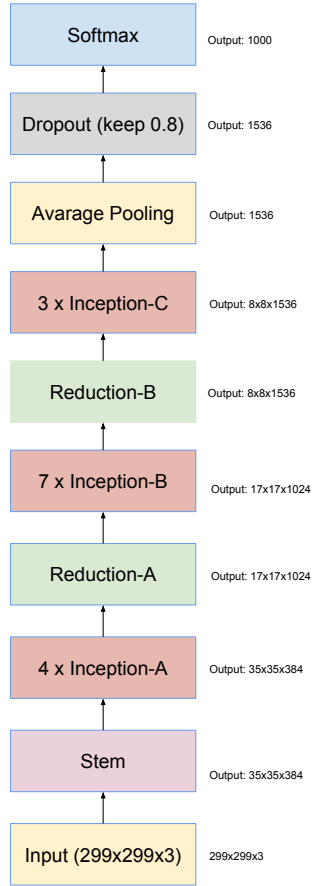 Softmax
Output: 1000
Dropout (keep 0.8)
Output: 1536
Avarage Pooling
Output: 1536
3 x Inception-C
Output: 8x8x1536
Reduction-B
Output: 8x8x1536
7 x Inception-B
Output: 17x17x1024
Reduction-A
Output: 17x17x1024
4 x Inception-A
Output: 35x35x384
Stem
Output: 35x35x384
Input (299x299x3)
299x299x3